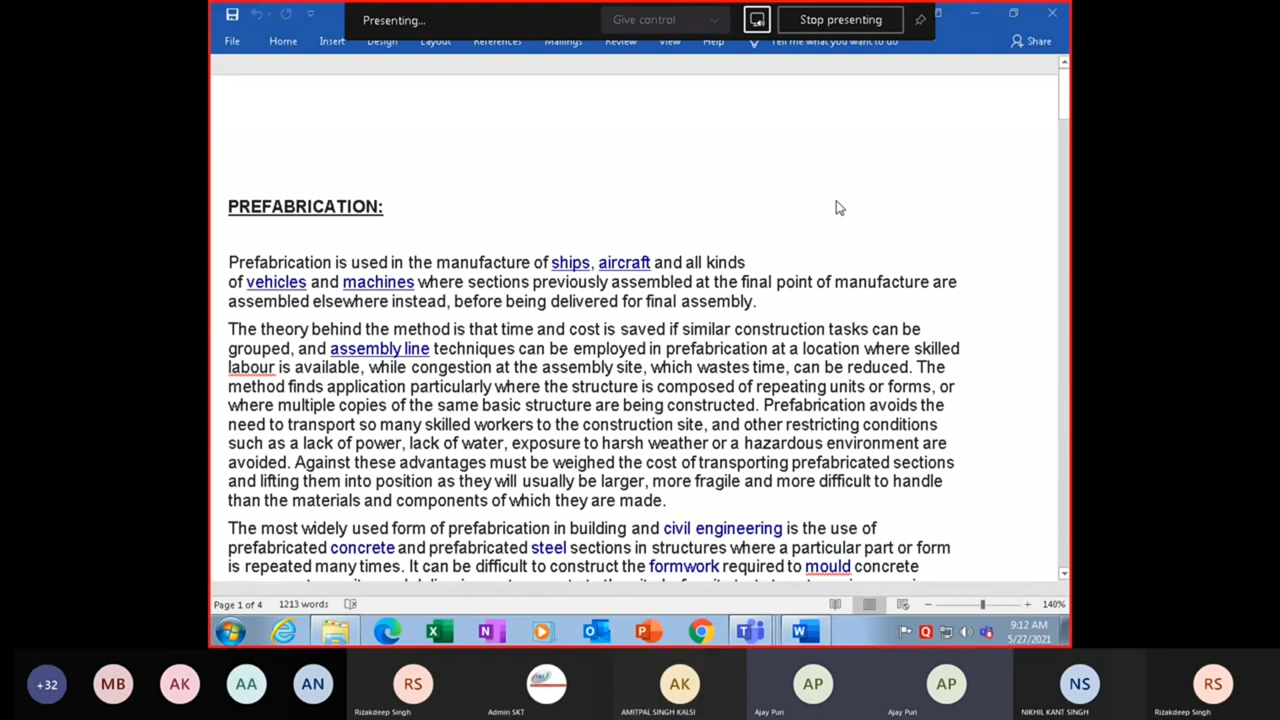 Presenting...
Give control
Stop presenting
File Home Insert Design Layout References Mailings Review View Help Tell me what you want to do Share
PREFABRICATION:
Prefabrication is used in the manufacture of ships, aircraft and all kinds
of vehicles and machines where sections previously assembled at the final point of manufacture are
assembled elsewhere instead, before being delivered for final assembly.
The theory behind the method is that time and cost is saved if similar construction tasks can be
grouped, and assembly line techniques can be employed in prefabrication at a location where skilled
labour is available, while congestion at the assembly site, which wastes time, can be reduced. The
method finds application particularly where the structure is composed of repeating units or forms, or
where multiple copies of the same basic structure are being constructed. Prefabrication avoids the
need to transport so many skilled workers to the construction site, and other restricting conditions
such as a lack of power, lack of water, exposure to harsh weather or a hazardous environment are
avoided. Against these advantages must be weighed the cost of transporting prefabricated sections
and lifting them into position as they will usually be larger, more fragile and more difficult to handle
than the materials and components of which they are made.
The most widely used form of prefabrication in building and civil engineering is the use of
prefabricated concrete and prefabricated steel sections in structures where a particular part or form
is repeated many times. It can be difficult to construct the formwork required to mould concrete
Page 1 of 4 1213 words 140%
9:12 AM
5/27/2021
+32 MB AK AA AN RS AK AP AP NS RS
Rizakdeep Singh Admin SKT AMITPAL SINGH KALSI Ajay Puri Ajay Puri NIKHIL KANT SINGH Rizakdeep Singh